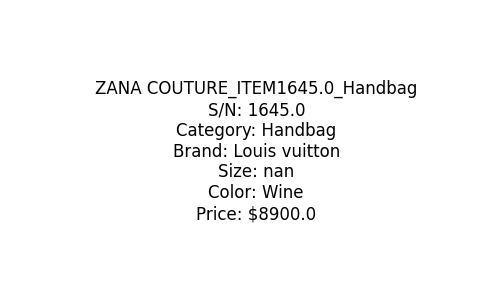 ZANA COUTURE_ITEM1645.0_Handbag
S/N: 1645.0
Category: Handbag
Brand: Louis vuitton
Size: nan
Color: Wine
Price: $8900.0